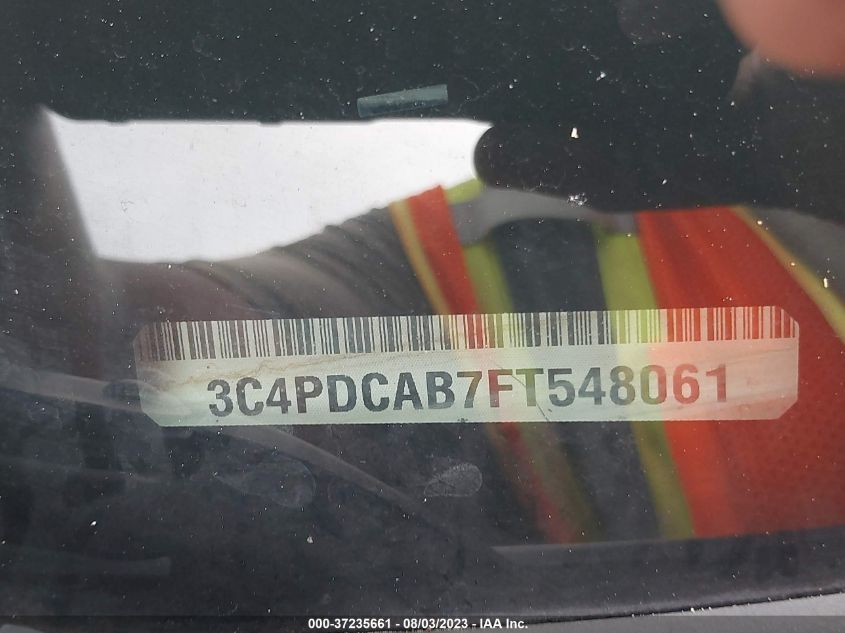 3C4PDCAB7FT548061
000-37235661 - 08/03/2023 - IAA Inc.